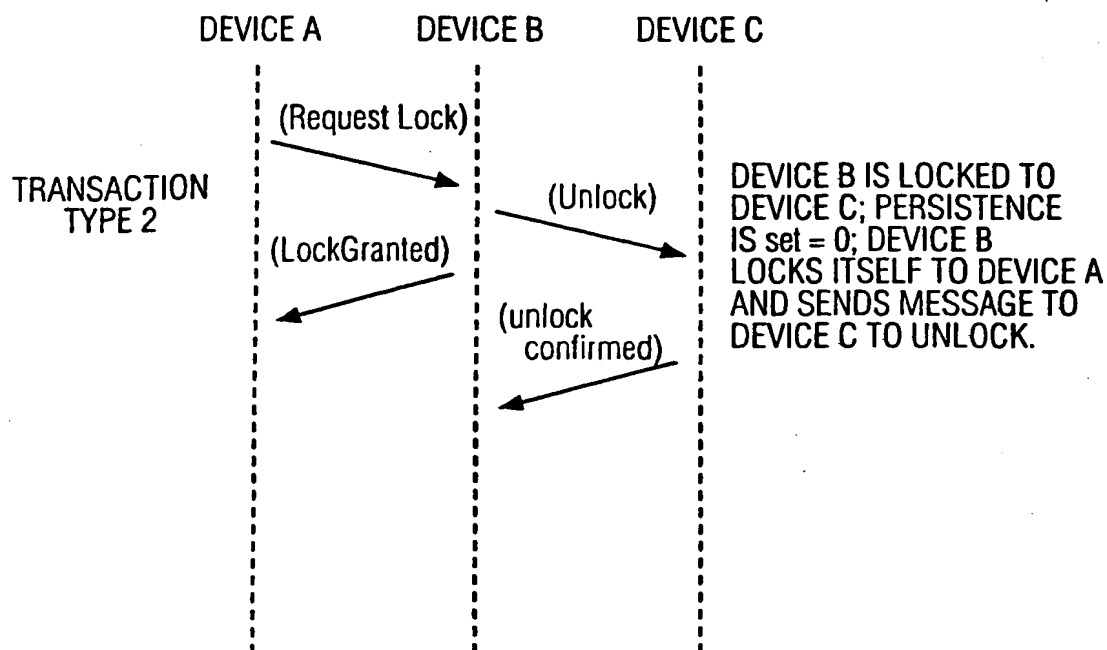 DEVICE A DEVICE B DEVICE C
(Request Lock)
TRANSACTION
TYPE 2
(Unlock)
(LockGranted)
(unlock
confirmed)
DEVICE B IS LOCKED TO
DEVICE C; PERSISTENCE
IS set = 0; DEVICE B
LOCKS ITSELF TO DEVICE A
AND SENDS MESSAGE TO
DEVICE C TO UNLOCK.